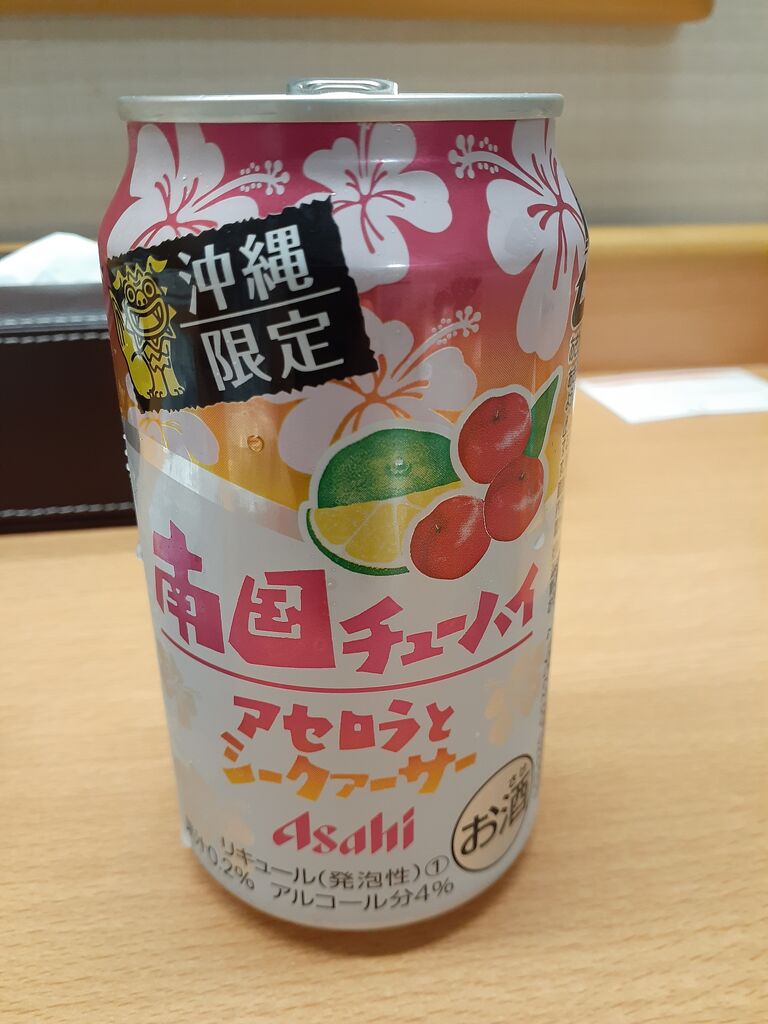 沖縄
限定
南国チューハイ
アセロラと
シークァーサー
Asahi
さけ
お酒
リキュール(発泡性)①
果汁0.2% アルコール分4%